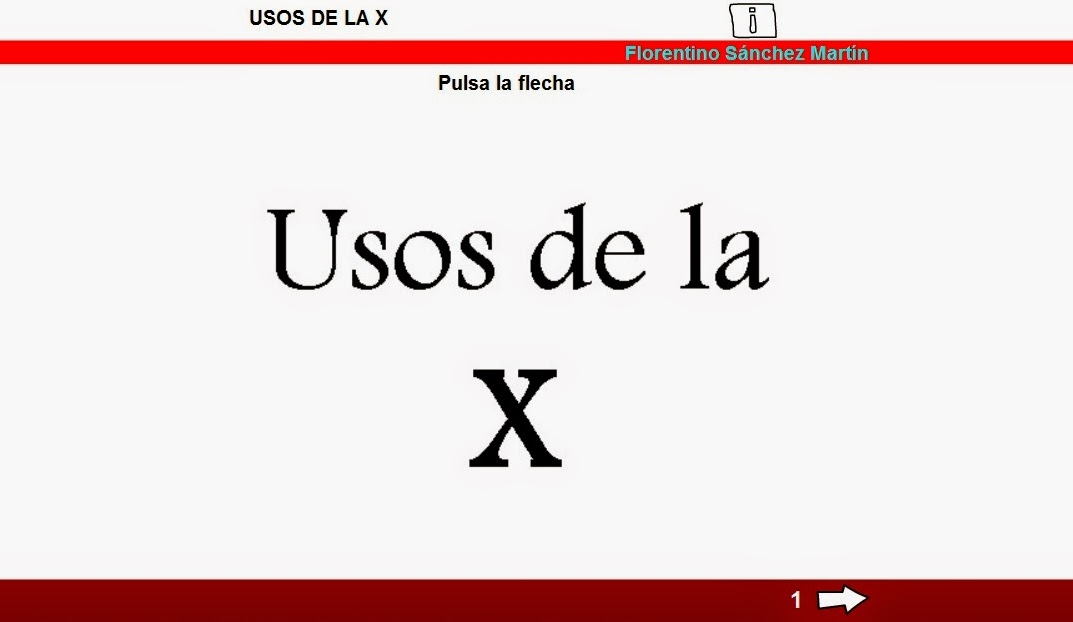 USOS DE LA X
i
Florentino Sánchez Martín
Pulsa la flecha
Usos de la
X
1